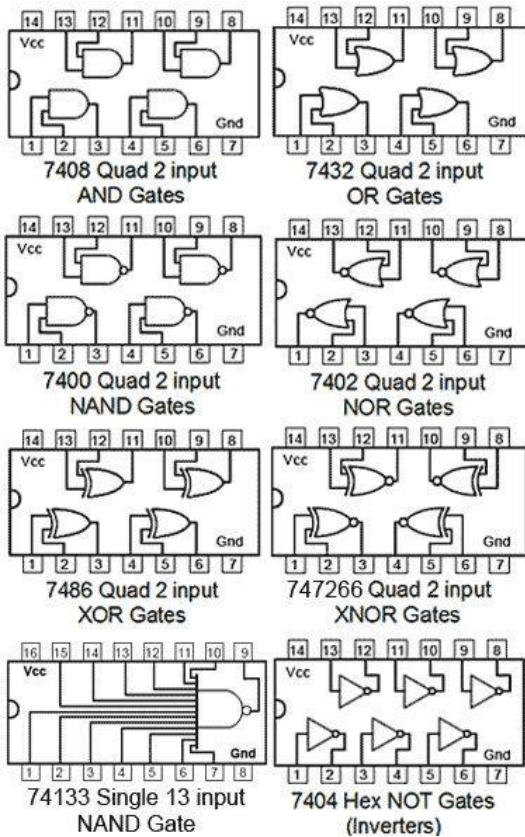 14 13 12 11 10 9 8
Vcc
Gnd
1 2 3 4 5 6 7
7408 Quad 2 input
AND Gates
14 13 12 11 10 9 8
Vcc
Gnd
1 2 3 4 5 6 7
7432 Quad 2 input
OR Gates
14 13 12 11 10 9 8
Vcc
Gnd
1 2 3 4 5 6 7
7400 Quad 2 input
NAND Gates
14 13 12 11 10 9 8
Vcc
Gnd
1 2 3 4 5 6 7
7402 Quad 2 input
NOR Gates
14 13 12 11 10 9 8
Vcc
Gnd
1 2 3 4 5 6 7
7486 Quad 2 input
XOR Gates
14 13 12 11 10 9 8
Vcc
Gnd
1 2 3 4 5 6 7
747266 Quad 2 input
XNOR Gates
16 15 14 13 12 11 10 9
Vcc
Gnd
1 2 3 4 5 6 7 8
74133 Single 13 input
NAND Gate
14 13 12 11 10 9 8
Vcc
Gnd
1 2 3 4 5 6 7
7404 Hex NOT Gates
(Inverters)